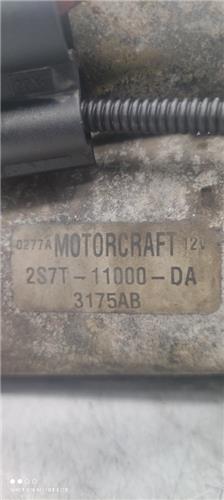 0277A MOTORCRAFT 12V
2S7T-11000-DA
3175AB